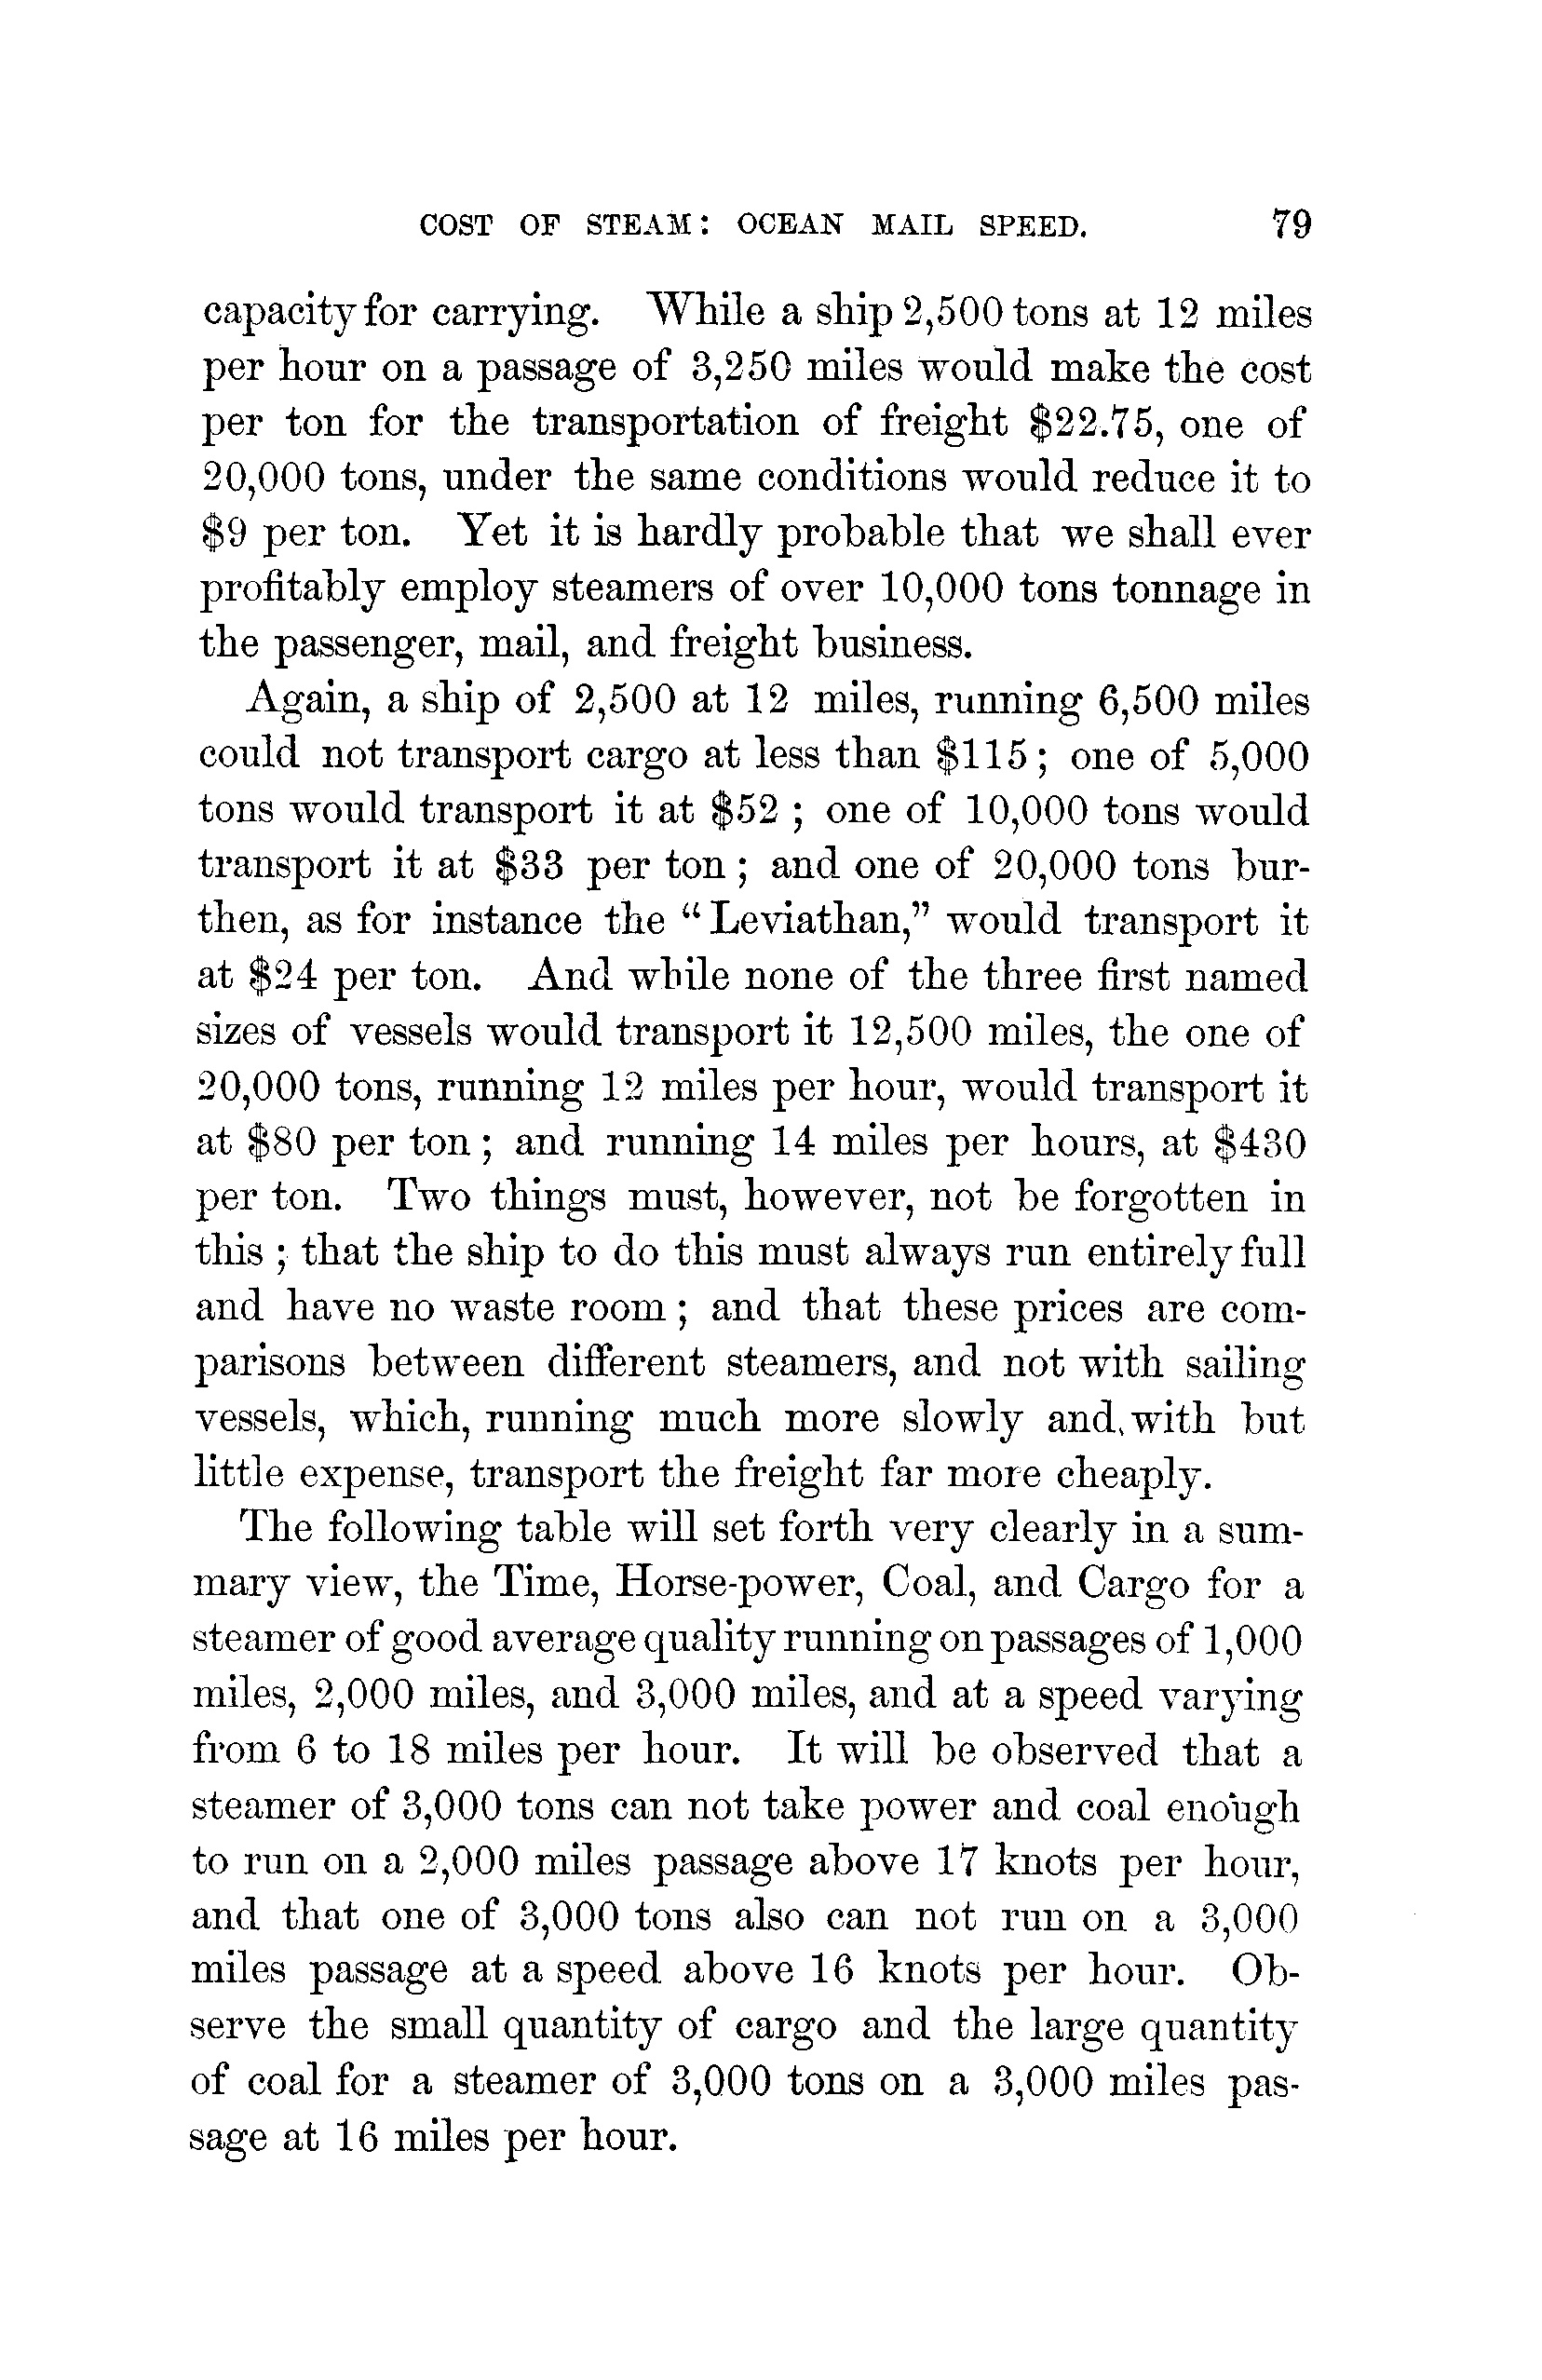 COST OF STEAM: OCEAN MAIL SPEED. 79
capacity for carrying. While a ship 2,500 tons at 12 miles
per hour on a passage of 3,250 miles would make the cost
per ton for the transportation of freight $22.75, one of
20,000 tons, under the same conditions would reduce it to
$9 per ton. Yet it is hardly probable that we shall ever
profitably employ steamers of over 10,000 tons tonnage in
the passenger, mail, and freight business.
Again, a ship of 2,500 at 12 miles, running 6,500 miles
could not transport cargo at less than $115; one of 5,000
tons would transport it at $52; one of 10,000 tons would
transport it at $33 per ton; and one of 20,000 tons bur-
then, as for instance the "Leviathan," would transport it
at $24 per ton. And while none of the three first named
sizes of vessels would transport it 12,500 miles, the one of
20,000 tons, running 12 miles per hour, would transport it
at $80 per ton; and running 14 miles per hours, at $430
per ton. Two things must, however, not be forgotten in
this; that the ship to do this must always run entirely full
and have no waste room; and that these prices are com-
parisons between different steamers, and not with sailing
vessels, which, running much more slowly and with but
little expense, transport the freight far more cheaply.
The following table will set forth very clearly in a sum-
mary view, the Time, Horse-power, Coal, and Cargo for a
steamer of good average quality running on passages of 1,000
miles, 2,000 miles, and 3,000 miles, and at a speed varying
from 6 to 18 miles per hour. It will be observed that a
steamer of 3,000 tons can not take power and coal enough
to run on a 2,000 miles passage above 17 knots per hour,
and that one of 3,000 tons also can not run on a 3,000
miles passage at a speed above 16 knots per hour. Ob-
serve the small quantity of cargo and the large quantity
of coal for a steamer of 3,000 tons on a 3,000 miles pas-
sage at 16 miles per hour.